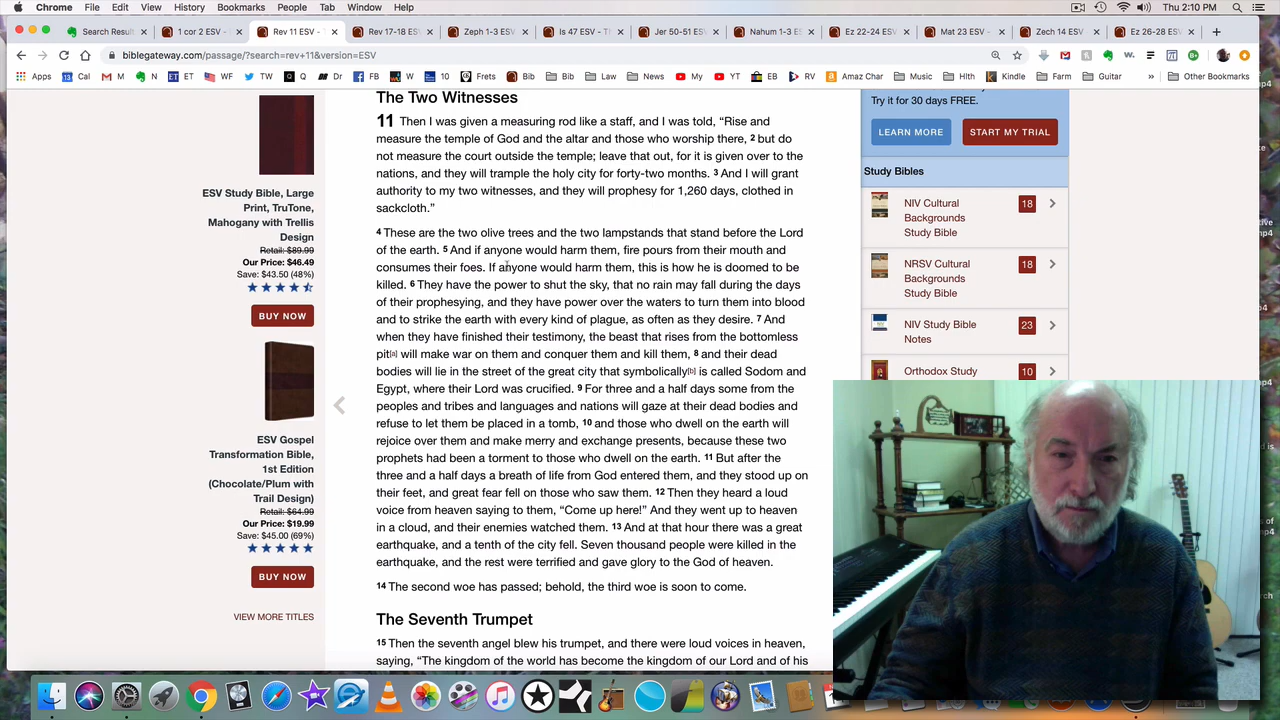 Chrome File Edit View History Bookmarks People Tab Window Help Thu 2:10 PM
Search Result 1 cor 2 ESV - Rev 11 ESV - Rev 17-18 ESV Zeph 1-3 ESV Is 47 ESV - Jer 50-51 ESV Nahum 1-3 ESV Ez 22-24 ESV Mat 23 ESV - Zech 14 ESV - Ez 26-28 ESV
biblegateway.com/passage/?search=rev+11&version=ESV
Apps Cal M N ET WF TW Q Dr FB W 10 Frets Bib Bib Law News My YT EB RV Amaz Char Music Hlth Kindle Farm Guitar Other Bookmarks
ESV Study Bible, Large
Print, TruTone,
Mahogany with Trellis
Design
Retail: $89.99
Our Price: $46.49
Save: $43.50 (48%)
BUY NOW
ESV Gospel
Transformation Bible,
1st Edition
(Chocolate/Plum with
Trail Design)
Retail: $64.99
Our Price: $19.99
Save: $45.00 (69%)
BUY NOW
VIEW MORE TITLES
The Two Witnesses
11 Then I was given a measuring rod like a staff, and I was told, “Rise and
measure the temple of God and the altar and those who worship there, 2 but do
not measure the court outside the temple; leave that out, for it is given over to the
nations, and they will trample the holy city for forty-two months. 3 And I will grant
authority to my two witnesses, and they will prophesy for 1,260 days, clothed in
sackcloth.”
4 These are the two olive trees and the two lampstands that stand before the Lord
of the earth. 5 And if anyone would harm them, fire pours from their mouth and
consumes their foes. If anyone would harm them, this is how he is doomed to be
killed. 6 They have the power to shut the sky, that no rain may fall during the days
of their prophesying, and they have power over the waters to turn them into blood
and to strike the earth with every kind of plague, as often as they desire. 7 And
when they have finished their testimony, the beast that rises from the bottomless
pit[a] will make war on them and conquer them and kill them, 8 and their dead
bodies will lie in the street of the great city that symbolically[b] is called Sodom and
Egypt, where their Lord was crucified. 9 For three and a half days some from the
peoples and tribes and languages and nations will gaze at their dead bodies and
refuse to let them be placed in a tomb, 10 and those who dwell on the earth will
rejoice over them and make merry and exchange presents, because these two
prophets had been a torment to those who dwell on the earth. 11 But after the
three and a half days a breath of life from God entered them, and they stood up on
their feet, and great fear fell on those who saw them. 12 Then they heard a loud
voice from heaven saying to them, “Come up here!” And they went up to heaven
in a cloud, and their enemies watched them. 13 And at that hour there was a great
earthquake, and a tenth of the city fell. Seven thousand people were killed in the
earthquake, and the rest were terrified and gave glory to the God of heaven.
14 The second woe has passed; behold, the third woe is soon to come.
The Seventh Trumpet
15 Then the seventh angel blew his trumpet, and there were loud voices in heaven,
saying, “The kingdom of the world has become the kingdom of our Lord and of his
Try it for 30 days FREE.
LEARN MORE START MY TRIAL
Study Bibles
NIV Cultural
Backgrounds
Study Bible
18
NRSV Cultural
Backgrounds
Study Bible
18
NIV Study Bible
Notes
23
Orthodox Study
10